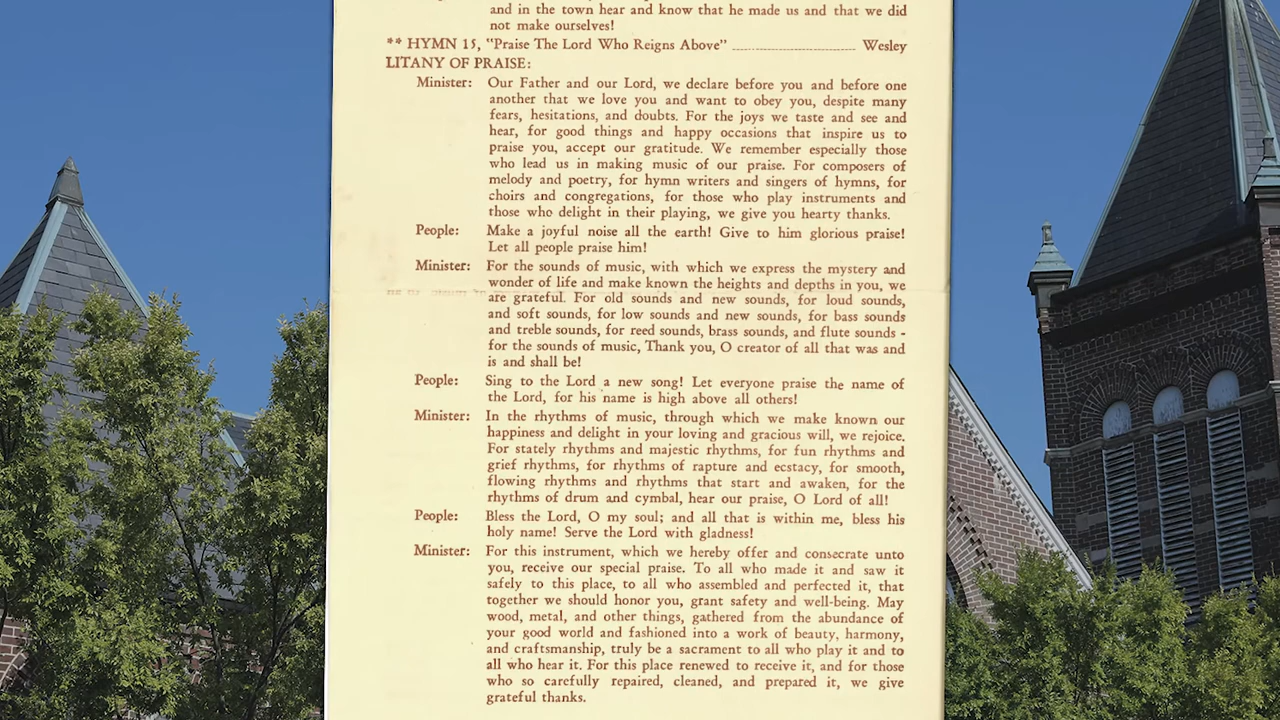 and in the town hear and know that he made us and that we did
not make ourselves!
** HYMN 15, "Praise The Lord Who Reigns Above" ---------------------------- Wesley
LITANY OF PRAISE:
Minister: Our Father and our Lord, we declare before you and before one
another that we love you and want to obey you, despite many
fears, hesitations, and doubts. For the joys we taste and see and
hear, for good things and happy occasions that inspire us to
praise you, accept our gratitude. We remember especially those
who lead us in making music of our praise. For composers of
melody and poetry, for hymn writers and singers of hymns, for
choirs and congregations, for those who play instruments and
those who delight in their playing, we give you hearty thanks.
People: Make a joyful noise all the earth! Give to him glorious praise!
Let all people praise him!
Minister: For the sounds of music, with which we express the mystery and
wonder of life and make known the heights and depths in you, we
are grateful. For old sounds and new sounds, for loud sounds,
and soft sounds, for low sounds and new sounds, for bass sounds
and treble sounds, for reed sounds, brass sounds, and flute sounds -
for the sounds of music, Thank you, O creator of all that was and
is and shall be!
People: Sing to the Lord a new song! Let everyone praise the name of
the Lord, for his name is high above all others!
Minister: In the rhythms of music, through which we make known our
happiness and delight in your loving and gracious will, we rejoice.
For stately rhythms and majestic rhythms, for fun rhythms and
grief rhythms, for rhythms of rapture and ecstacy, for smooth,
flowing rhythms and rhythms that start and awaken, for the
rhythms of drum and cymbal, hear our praise, O Lord of all!
People: Bless the Lord, O my soul; and all that is within me, bless his
holy name! Serve the Lord with gladness!
Minister: For this instrument, which we hereby offer and consecrate unto
you, receive our special praise. To all who made it and saw it
safely to this place, to all who assembled and perfected it, that
together we should honor you, grant safety and well-being. May
wood, metal, and other things, gathered from the abundance of
your good world and fashioned into a work of beauty, harmony,
and craftsmanship, truly be a sacrament to all who play it and to
all who hear it. For this place renewed to receive it, and for those
who so carefully repaired, cleaned, and prepared it, we give
grateful thanks.